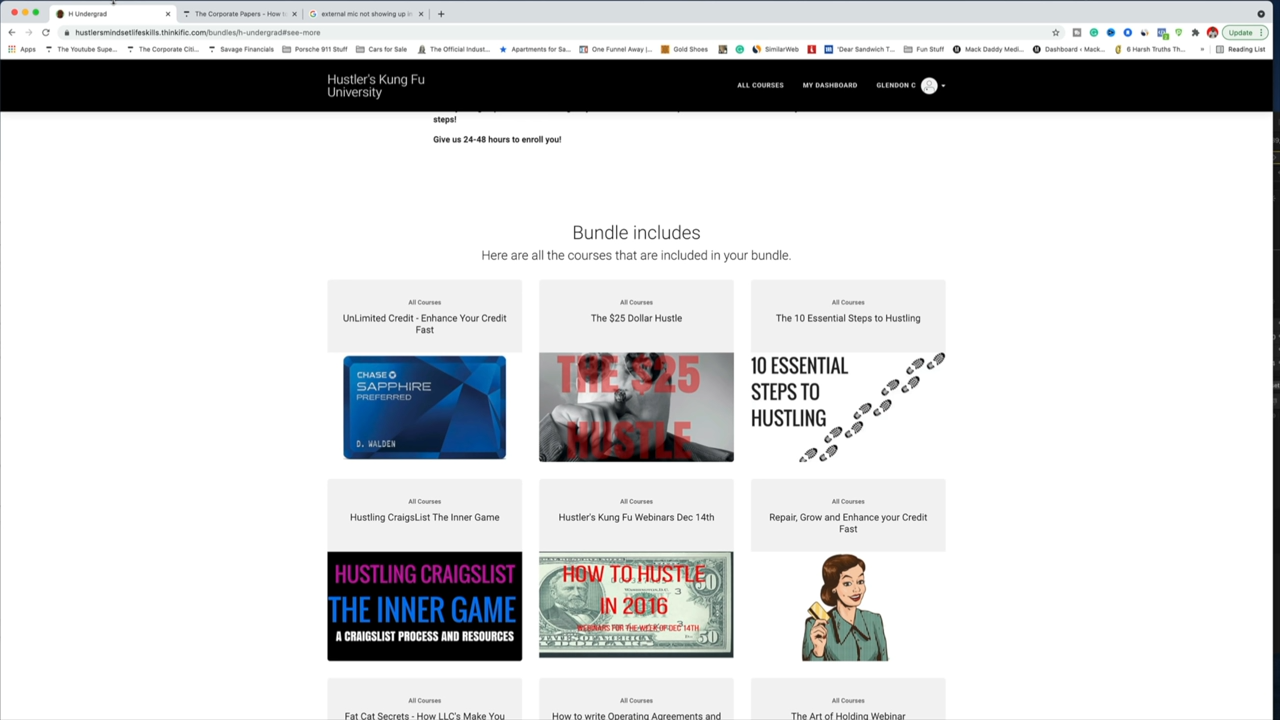 H Undergrad
The Corporate Papers - How to
external mic not showing up in
hustlersmindsetlifeskills.thinkific.com/bundles/h-undergrad#see-more
Update
Apps
The Youtube Supe...
The Corporate Citi...
Savage Financials
Porsche 911 Stuff
Cars for Sale
The Official Indust...
Apartments for Sa...
One Funnel Away |...
Gold Shoes
SimilarWeb
"Dear Sandwich T...
Fun Stuff
Mack Daddy Medi...
Dashboard ‹ Mack...
6 Harsh Truths Th...
»
Reading List
Hustler's Kung Fu
University
ALL COURSES
MY DASHBOARD
GLENDON C
steps!
Give us 24-48 hours to enroll you!
Bundle includes
Here are all the courses that are included in your bundle.
All Courses
UnLimited Credit - Enhance Your Credit
Fast
CHASE
SAPPHIRE
PREFERRED
D. WALDEN
All Courses
The $25 Dollar Hustle
THE $25
HUSTLE
All Courses
The 10 Essential Steps to Hustling
10 ESSENTIAL
STEPS TO
HUSTLING
All Courses
Hustling CraigsList The Inner Game
HUSTLING CRAIGSLIST
THE INNER GAME
A CRAIGSLIST PROCESS AND RESOURCES
All Courses
Hustler's Kung Fu Webinars Dec 14th
HOW TO HUSTLE
IN 2016
WEBINARS FOR THE WEEK OF DEC 14TH
50
50
All Courses
Repair, Grow and Enhance your Credit
Fast
All Courses
Fat Cat Secrets - How LLC's Make You
All Courses
How to write Operating Agreements and
All Courses
The Art of Holding Webinar